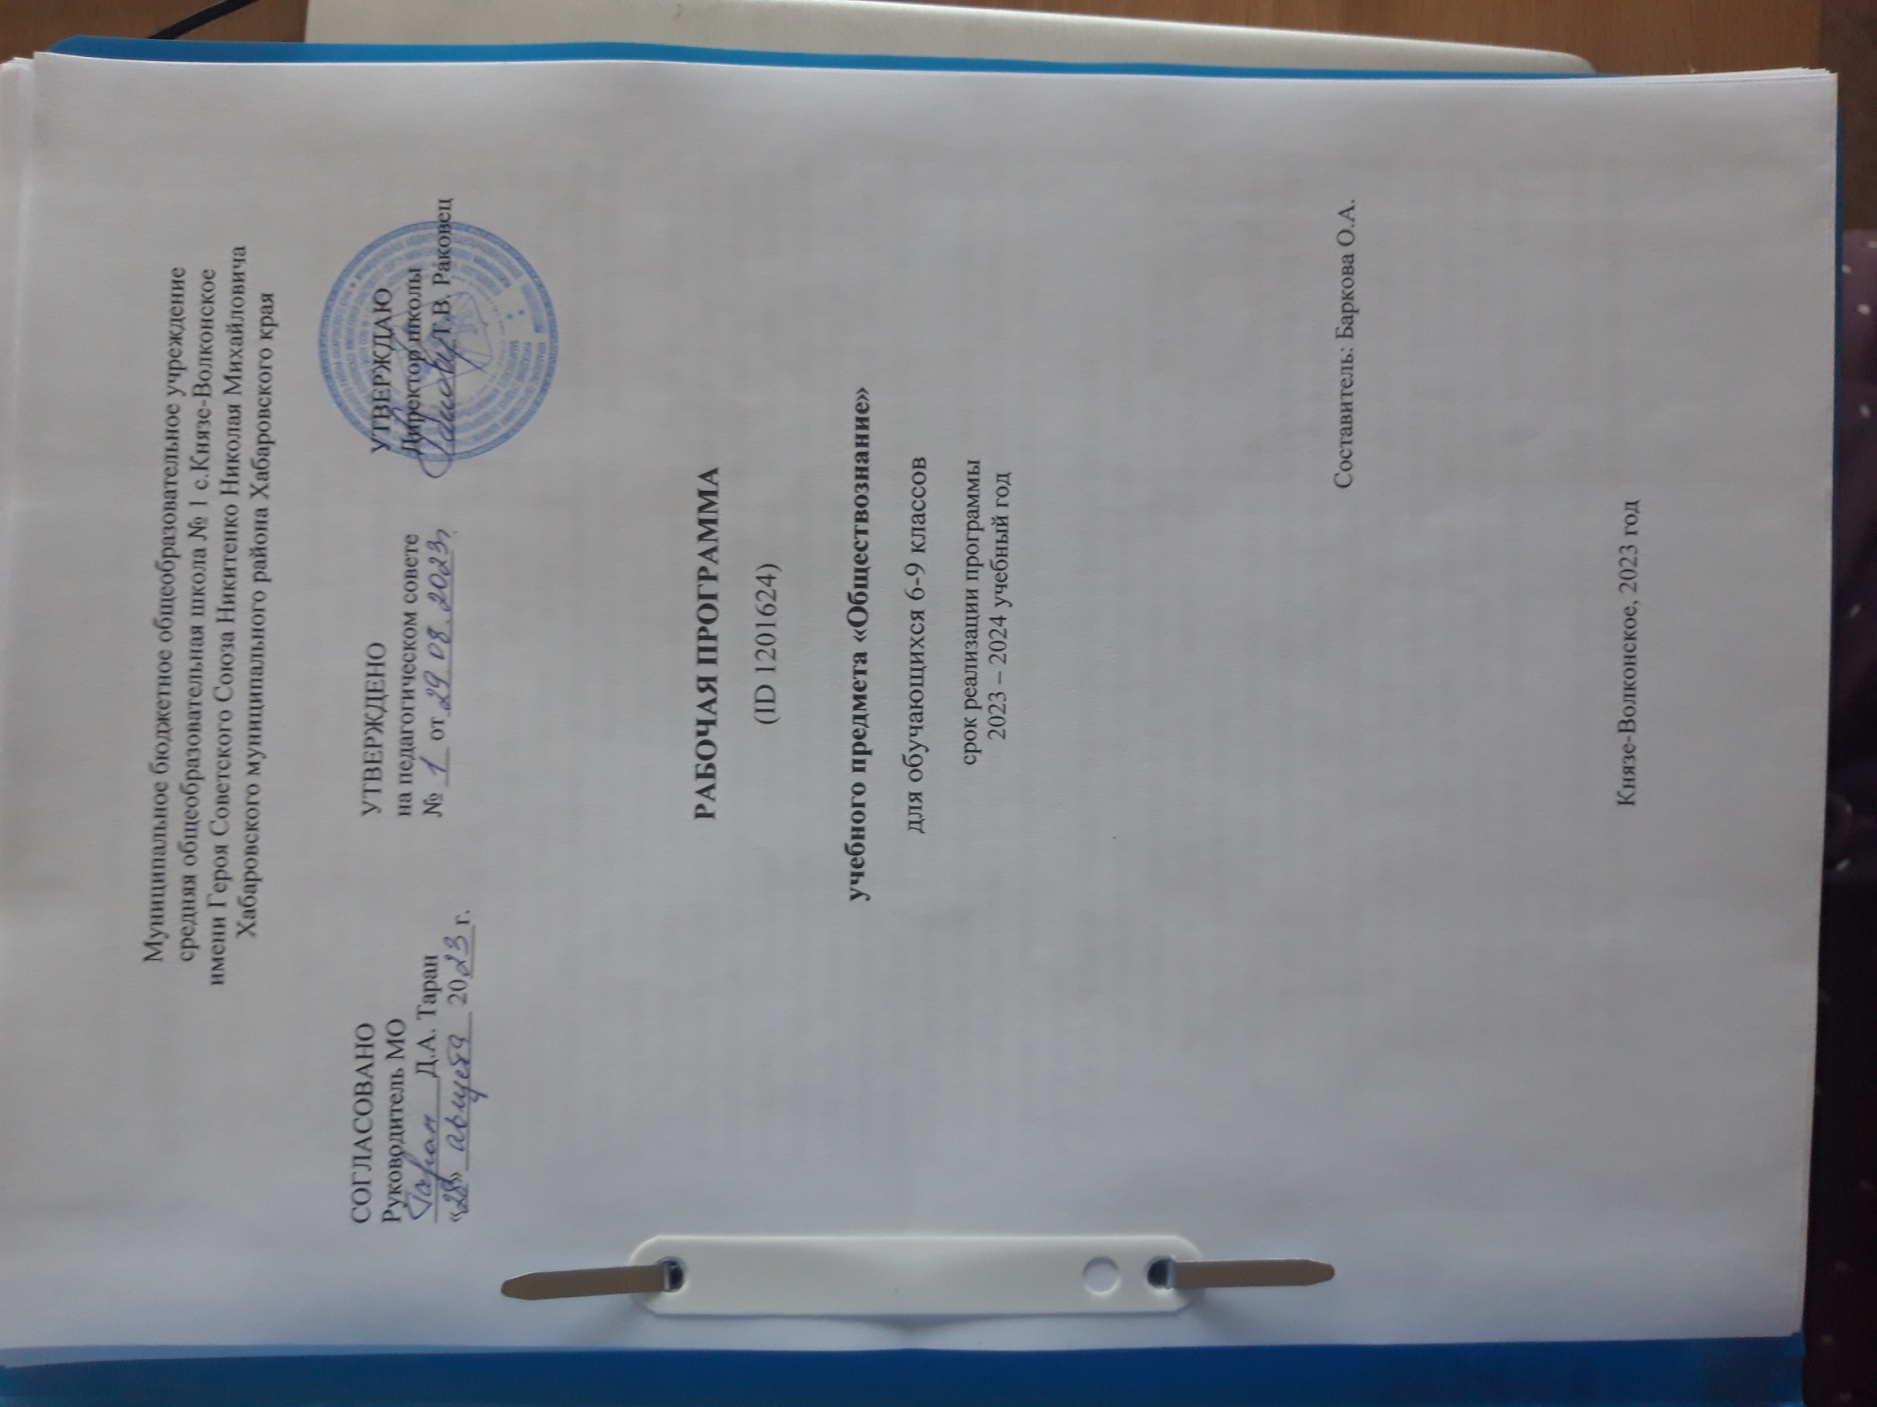 Муниципальное бюджетное общеобразовательное учреждение
средняя общеобразовательная школа № 1 с.Князе-Волконское
имени Героя Советского Союза Никитенко Николая Михайловича
Хабаровского муниципального района Хабаровского края
СОГЛАСОВАНО
Руководитель МО
Таран Д.А. Таран
«28» августа 2023 г.
УТВЕРЖДЕНО
на педагогическом совете
№ 1 от 29.08.2023г.
УТВЕРЖДАЮ
Директор школы
Т.В. Раковец
РАБОЧАЯ ПРОГРАММА
(ID 1201624)
учебного предмета «Обществознание»
для обучающихся 6-9 классов
срок реализации программы
2023 – 2024 учебный год
Составитель: Баркова О.А.
Князе-Волконское, 2023 год